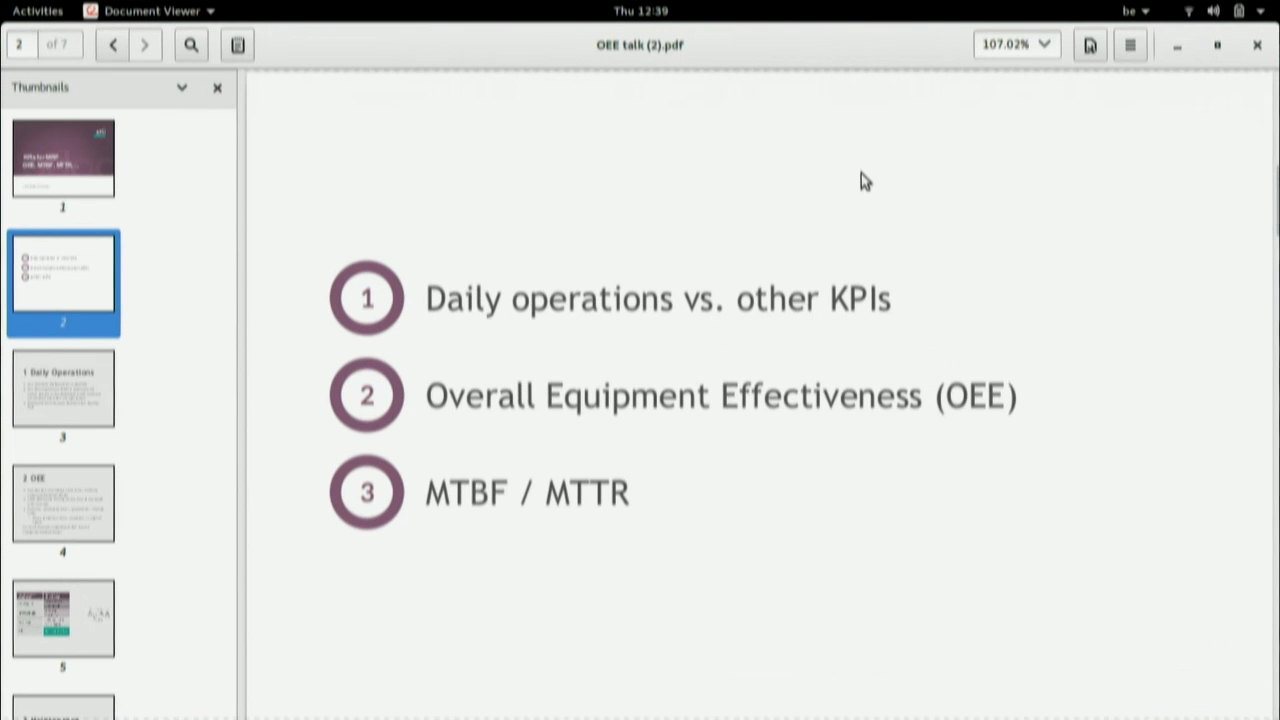 Activities
Document Viewer
Thu 12:39
be
2 of 7
OEE talk (2).pdf
107.02%
Thumbnails
1
2
1 Daily Operations
3
2 OEE
4
5
1 Daily operations vs. other KPIs
2 Overall Equipment Effectiveness (OEE)
3 MTBF / MTTR